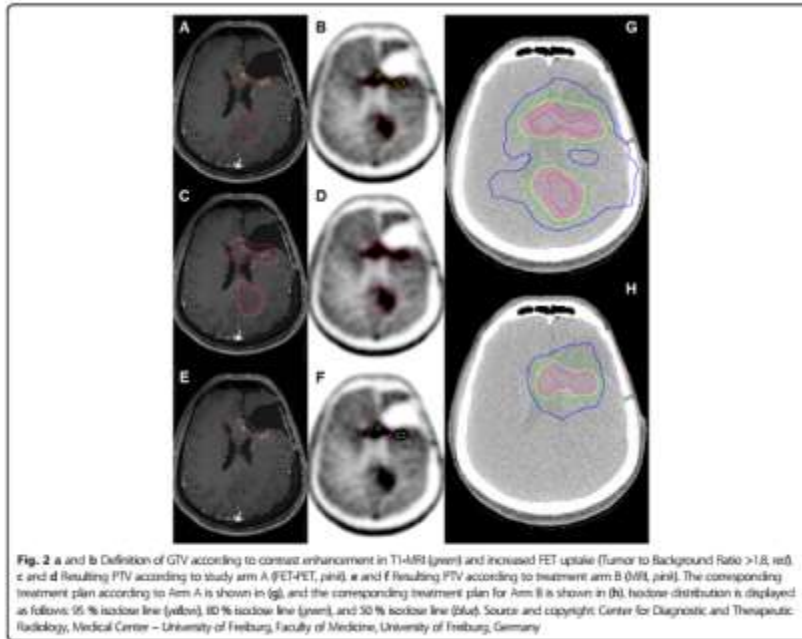 A
B
G
C
D
H
E
F
Fig. 2 a and b Definition of GTV according to contrast enhancement in T1-MRI (green) and increased FET uptake (Tumor to Background Ratio >1.8, red).
c and d Resulting PTV according to study arm A (FET-PET, pink). e and f Resulting PTV according to treatment arm B (MRI, pink). The corresponding
treatment plan according to Arm A is shown in (g), and the corresponding treatment plan for Arm B is shown in (h). Isodose distribution is displayed
as follows: 95 % isodose line (yellow), 80 % isodose line (green), and 50 % isodose line (blue). Source and copyright: Center for Diagnostic and Therapeutic
Radiology, Medical Center – University of Freiburg, Faculty of Medicine, University of Freiburg, Germany